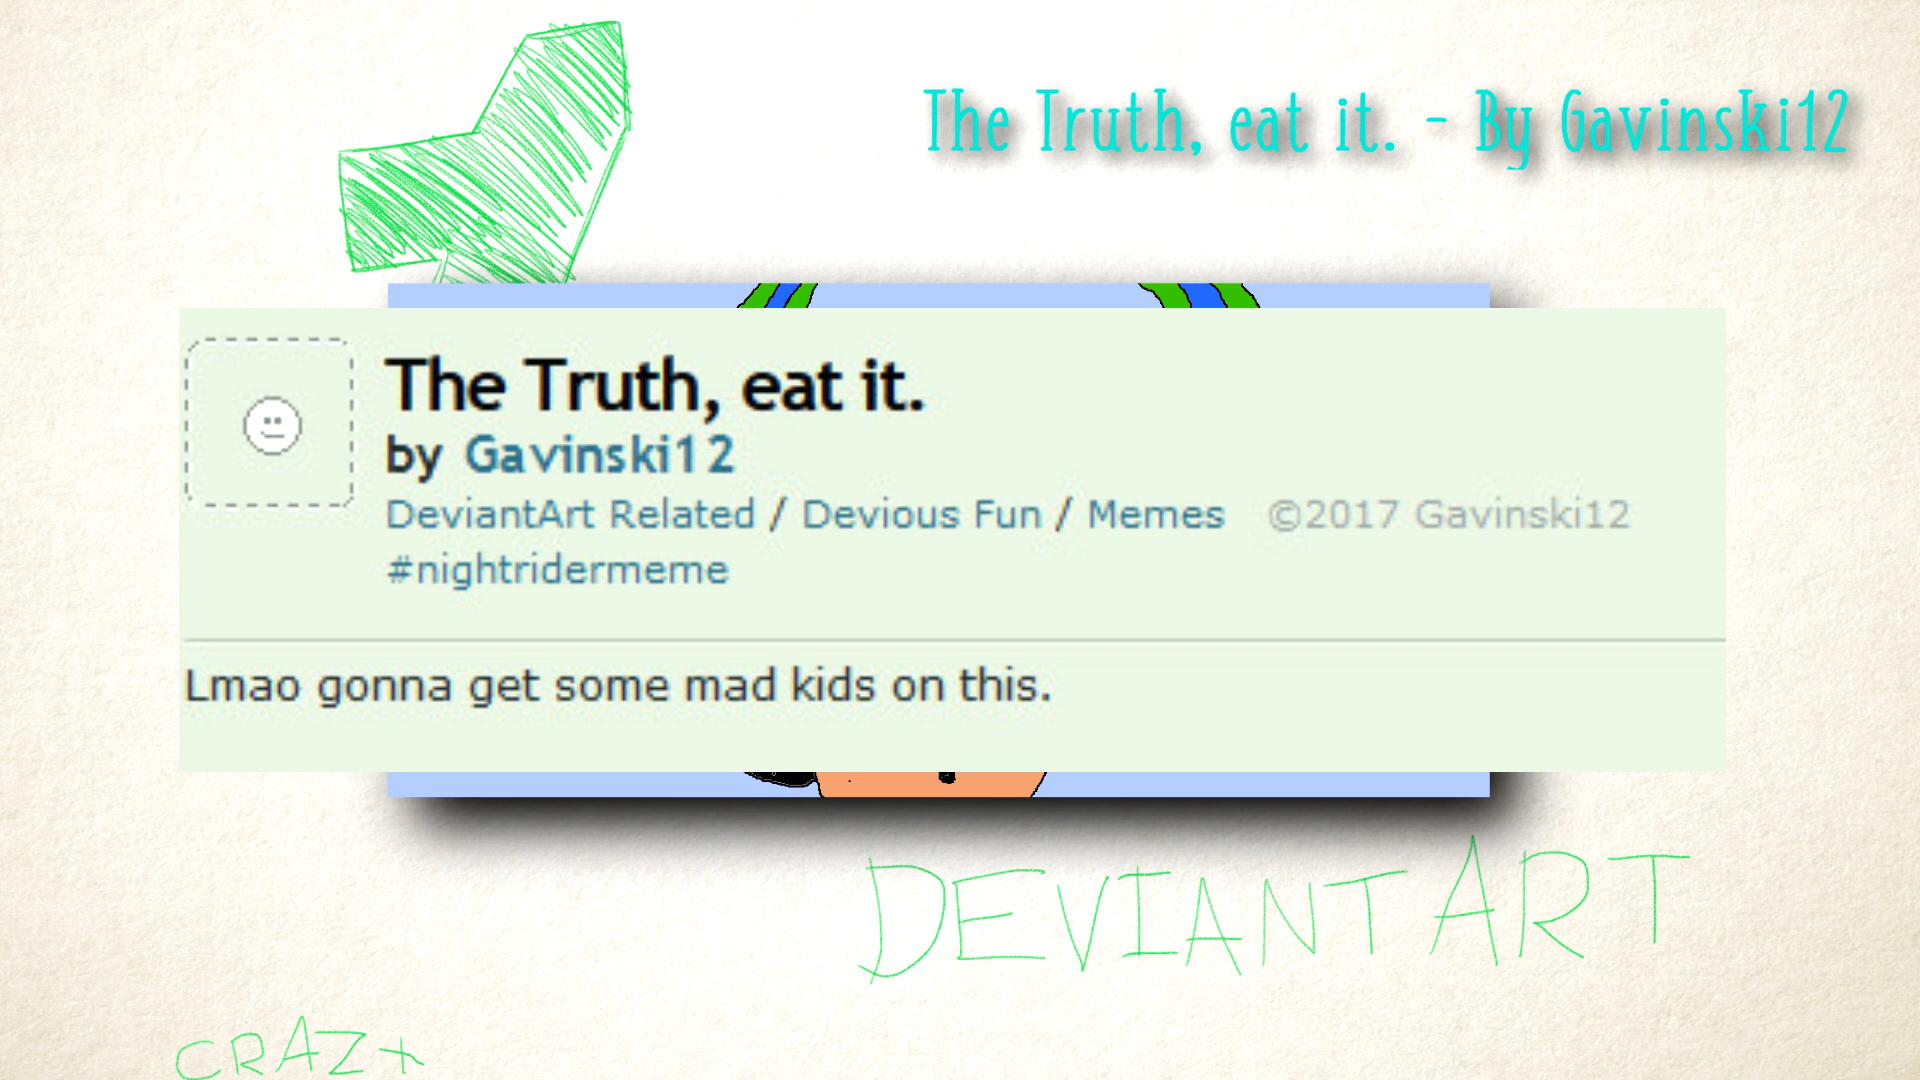 The Truth, eat it. - By Gavinski12
The Truth, eat it.
by Gavinski12
DeviantArt Related / Devious Fun / Memes ©2017 Gavinski12
#nightridermeme
Lmao gonna get some mad kids on this.
DEVIANTART
CRAZ+